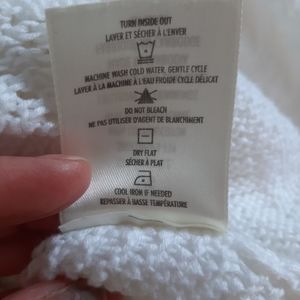 TURN INSIDE OUT
LAVER ET SÉCHER À L'ENVER
MACHINE WASH COLD WATER, GENTLE CYCLE
LAVER À LA MACHINE À L'EAU FROIDE CYCLE DÉLICAT
DO NOT BLEACH
NE PAS UTILISER D'AGENT DE BLANCHIMENT
DRY FLAT
SÉCHER À PLAT
COOL IRON IF NEEDED
REPASSER À BASSE TEMPÉRATURE